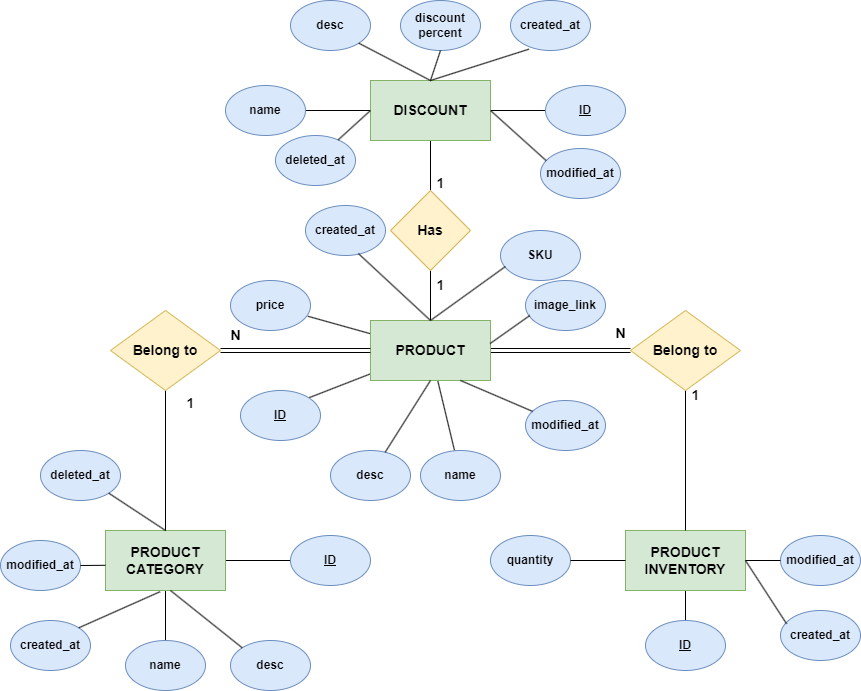 desc
discount
percent
created_at
name
DISCOUNT
ID
deleted_at
modified_at
1
created_at
Has
SKU
1
price
image_link
N
N
Belong to
PRODUCT
Belong to
1
1
ID
modified_at
desc
name
deleted_at
PRODUCT
CATEGORY
ID
modified_at
quantity
PRODUCT
INVENTORY
modified_at
created_at
name
desc
ID
created_at